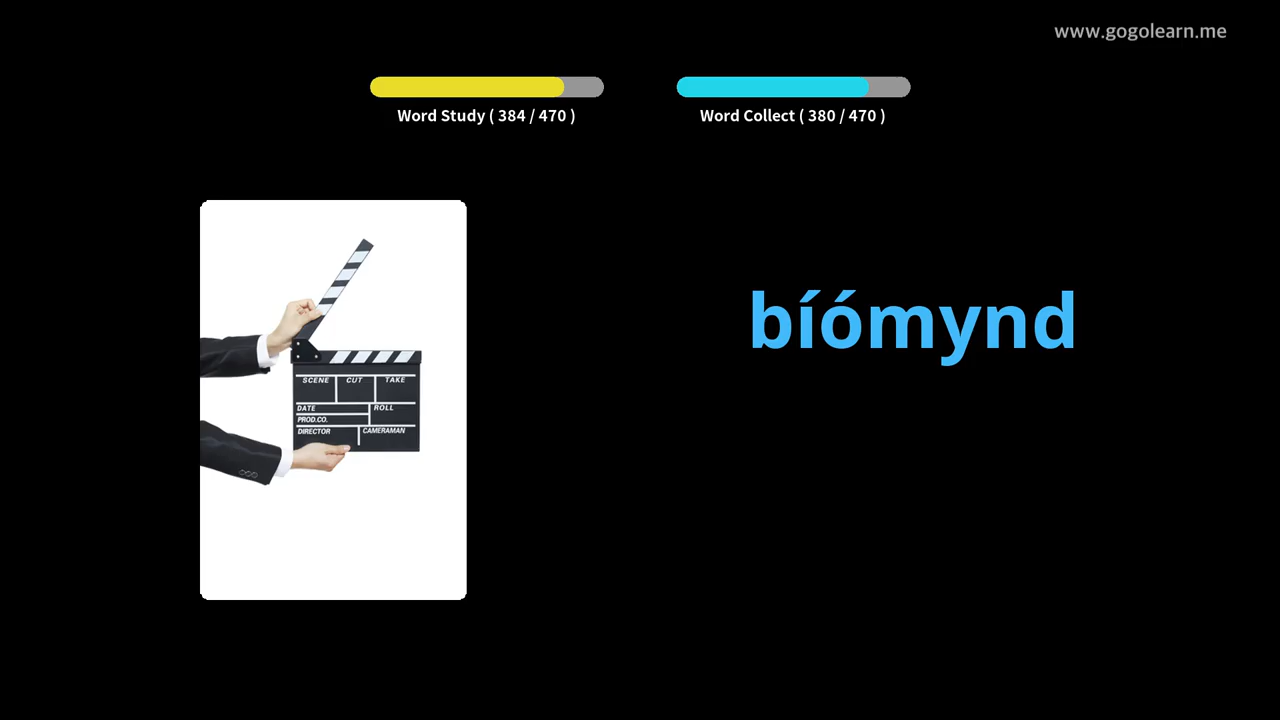 www.gogolearn.me
Word Study ( 384 / 470 )
Word Collect ( 380 / 470 )
bíómynd
SCENE CUT TAKE
DATE ROLL
PROD.CO.
DIRECTOR CAMERAMAN